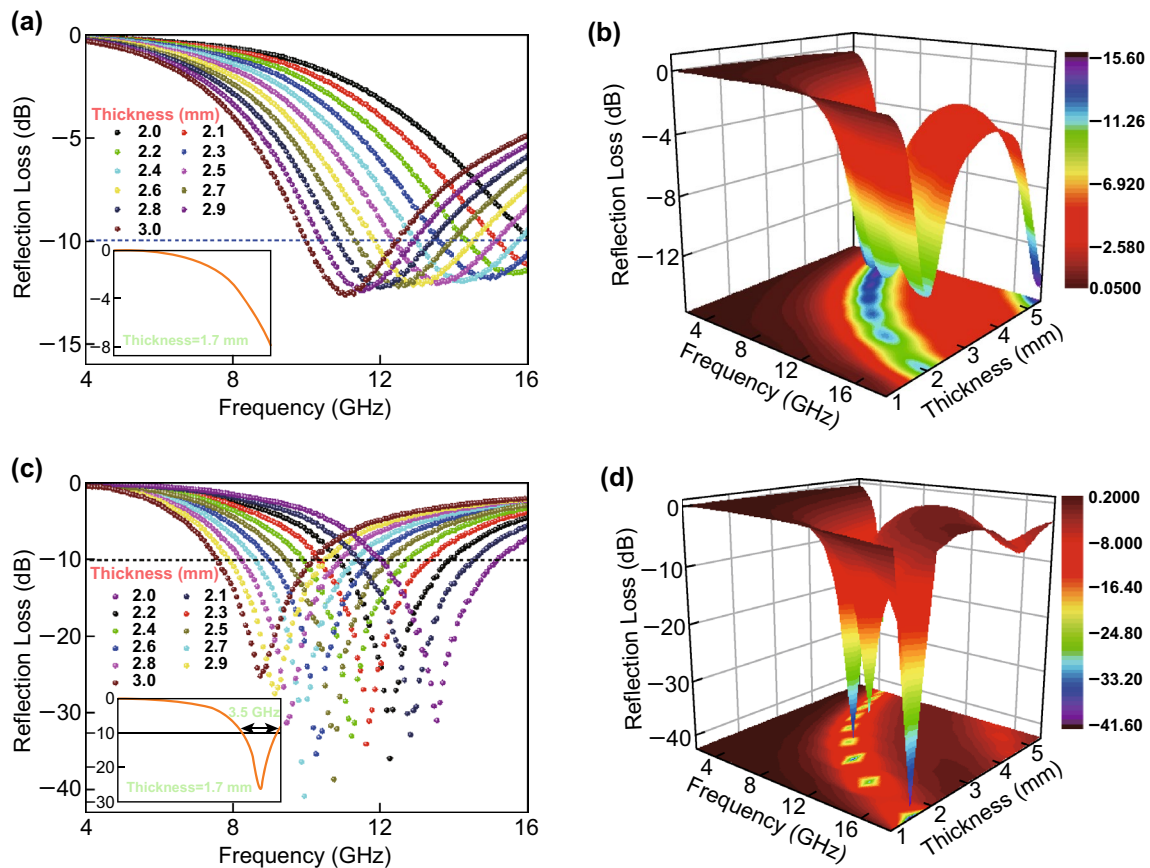 (a)
0
−5
−10
−15
Reflection Loss (dB)
Thickness (mm)
2.0 2.1
2.2 2.3
2.4 2.5
2.6 2.7
2.8 2.9
3.0
0
−4
−8
Thickness=1.7 mm
4 8 12 16
Frequency (GHz)
(b)
0
−4
−8
−12
Reflection Loss (dB)
4 8 12 16
Frequency (GHz)
1 2 3 4 5
Thickness (mm)
−15.60
−11.26
−6.920
−2.580
0.0500
(c)
0
−10
−20
−30
−40
Reflection Loss (dB)
Thickness (mm)
2.0 2.1
2.2 2.3
2.4 2.5
2.6 2.7
2.8 2.9
3.0
0
−10
−20
−30
3.5 GHz
Thickness=1.7 mm
4 8 12 16
Frequency (GHz)
(d)
0
−10
−20
−30
−40
Reflection Loss (dB)
4 8 12 16
Frequency (GHz)
1 2 3 4 5
Thickness (mm)
0.2000
−8.000
−16.40
−24.80
−33.20
−41.60